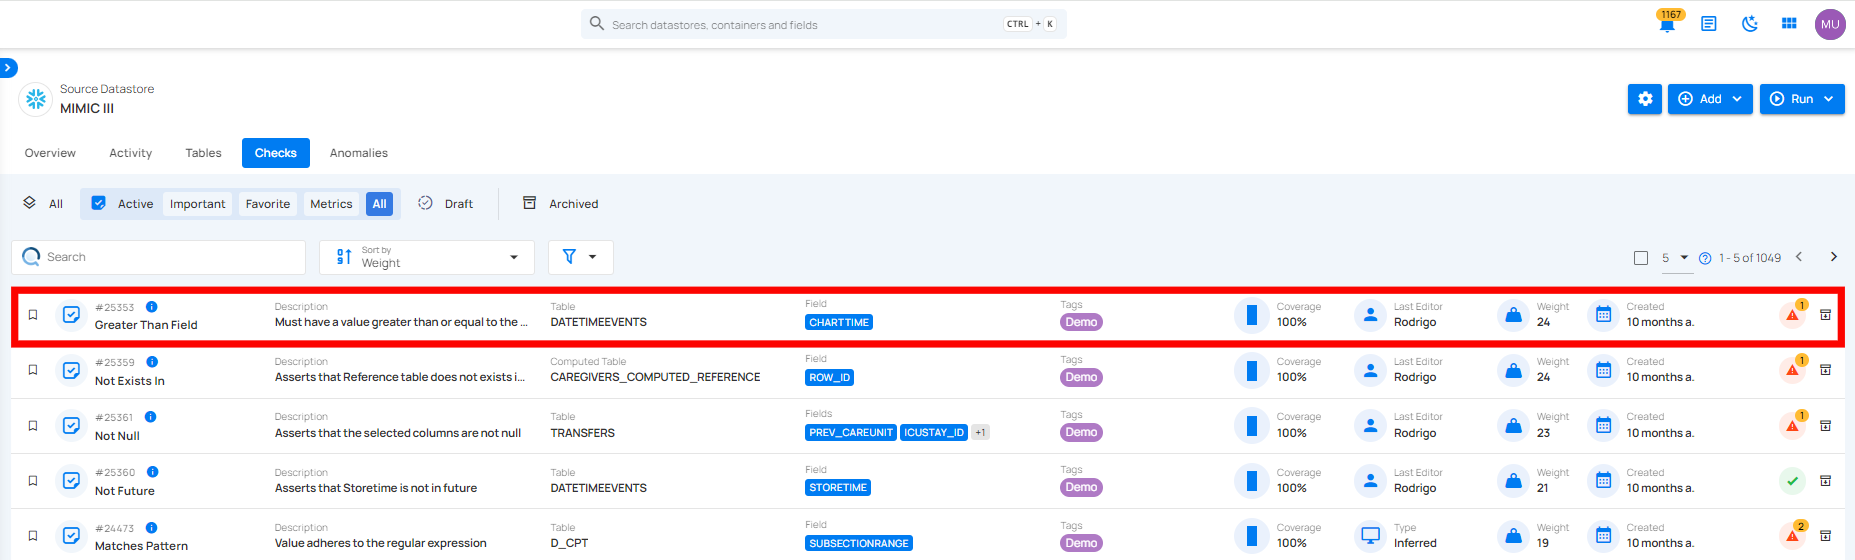 Search datastores, containers and fields CTRL + K 1167 MU
Source Datastore
MIMIC III
Add Run
Overview Activity Tables Checks Anomalies
All Active Important Favorite Metrics All Draft Archived
Search Sort by Weight 5 1 - 5 of 1049
#25353 Description Table Field Tags Coverage Last Editor Weight Created 1
Greater Than Field Must have a value greater than or equal to the ... DATETIMEEVENTS CHARTTIME Demo 100% Rodrigo 24 10 months a.
#25359 Description Computed Table Field Tags Coverage Last Editor Weight Created 1
Not Exists In Asserts that Reference table does not exists i... CAREGIVERS_COMPUTED_REFERENCE ROW_ID Demo 100% Rodrigo 24 10 months a.
#25361 Description Table Fields Tags Coverage Last Editor Weight Created 1
Not Null Asserts that the selected columns are not null TRANSFERS PREV_CAREUNIT ICUSTAY_ID +1 Demo 100% Rodrigo 23 10 months a.
#25360 Description Table Field Tags Coverage Last Editor Weight Created
Not Future Asserts that Storetime is not in future DATETIMEEVENTS STORETIME Demo 100% Rodrigo 21 10 months a.
#24473 Description Table Field Tags Coverage Type Weight Created 2
Matches Pattern Value adheres to the regular expression D_CPT SUBSECTIONRANGE Demo 100% Inferred 19 10 months a.